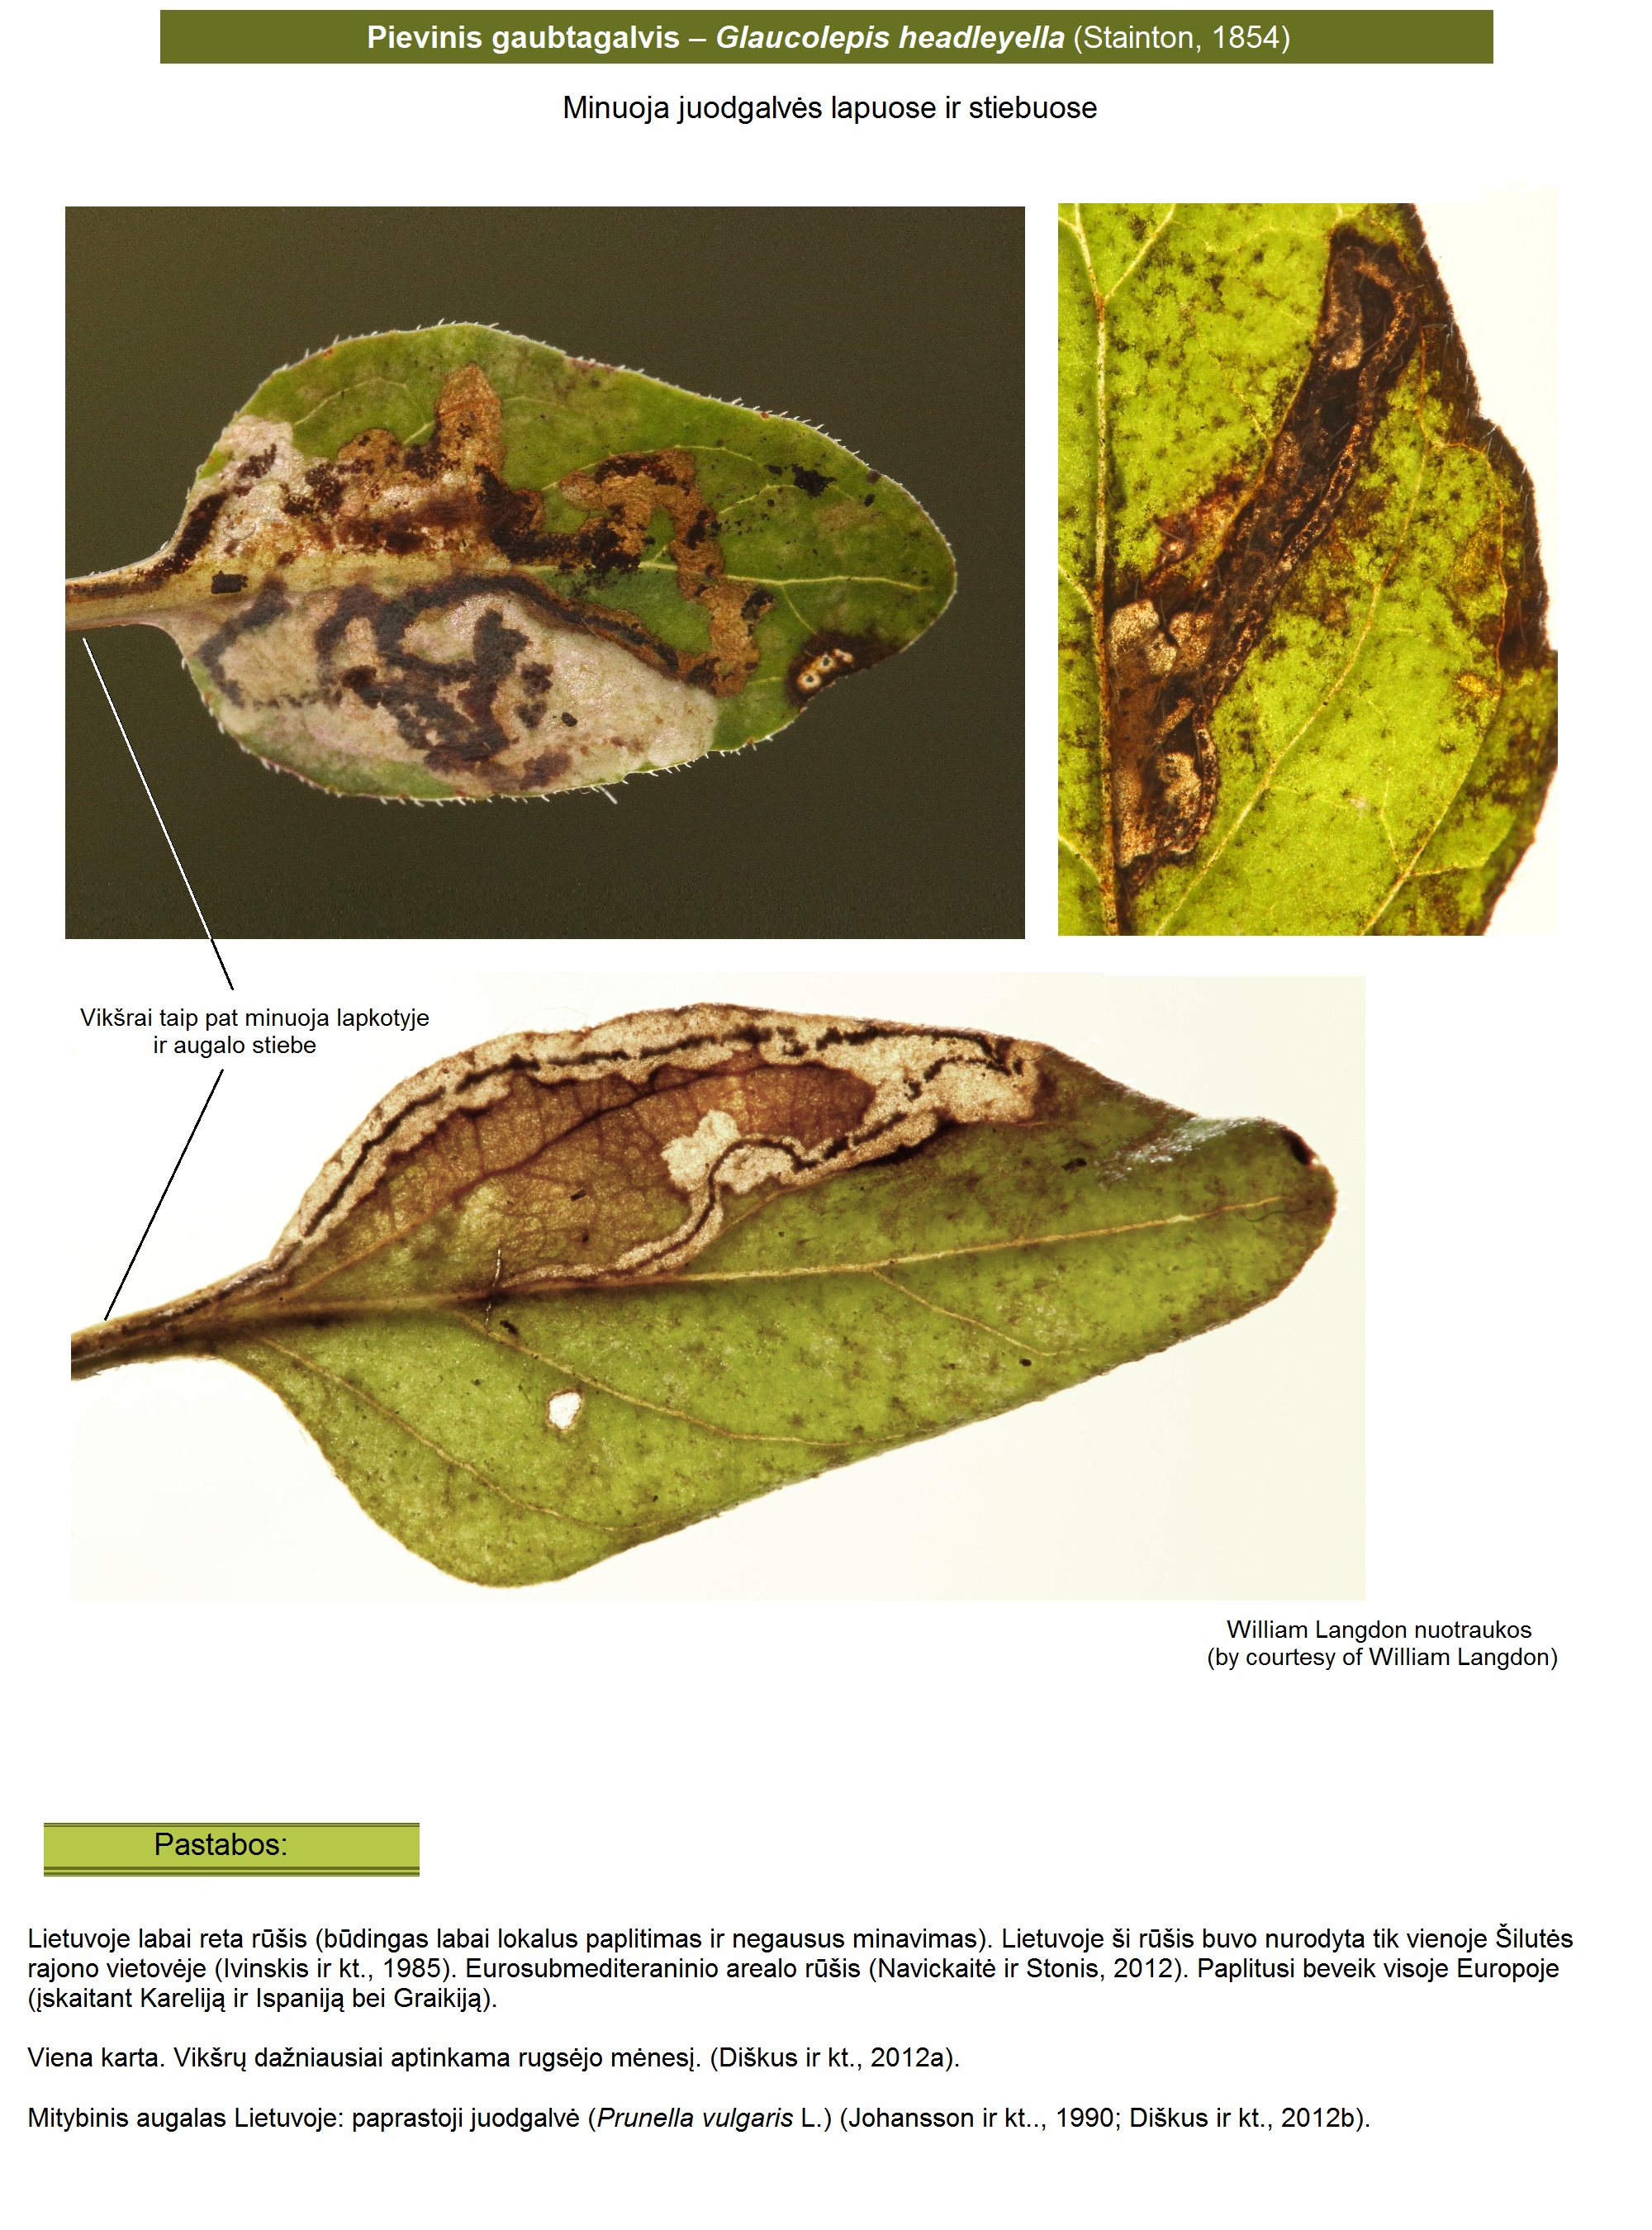 Pievinis gaubtagalvis – Glaucolepis headleyella (Stainton, 1854)
Minuoja juodgalvės lapuose ir stiebuose
Vikšrai taip pat minuoja lapkotyje
ir augalo stiebe
William Langdon nuotraukos
(by courtesy of William Langdon)
Pastabos:
Lietuvoje labai reta rūšis (būdingas labai lokalus paplitimas ir negausus minavimas). Lietuvoje ši rūšis buvo nurodyta tik vienoje Šilutės
rajono vietovėje (Ivinskis ir kt., 1985). Eurosubmediteraninio arealo rūšis (Navickaitė ir Stonis, 2012). Paplitusi beveik visoje Europoje
(įskaitant Kareliją ir Ispaniją bei Graikiją).
Viena karta. Vikšrų dažniausiai aptinkama rugsėjo mėnesį. (Diškus ir kt., 2012a).
Mitybinis augalas Lietuvoje: paprastoji juodgalvė (Prunella vulgaris L.) (Johansson ir kt.., 1990; Diškus ir kt., 2012b).